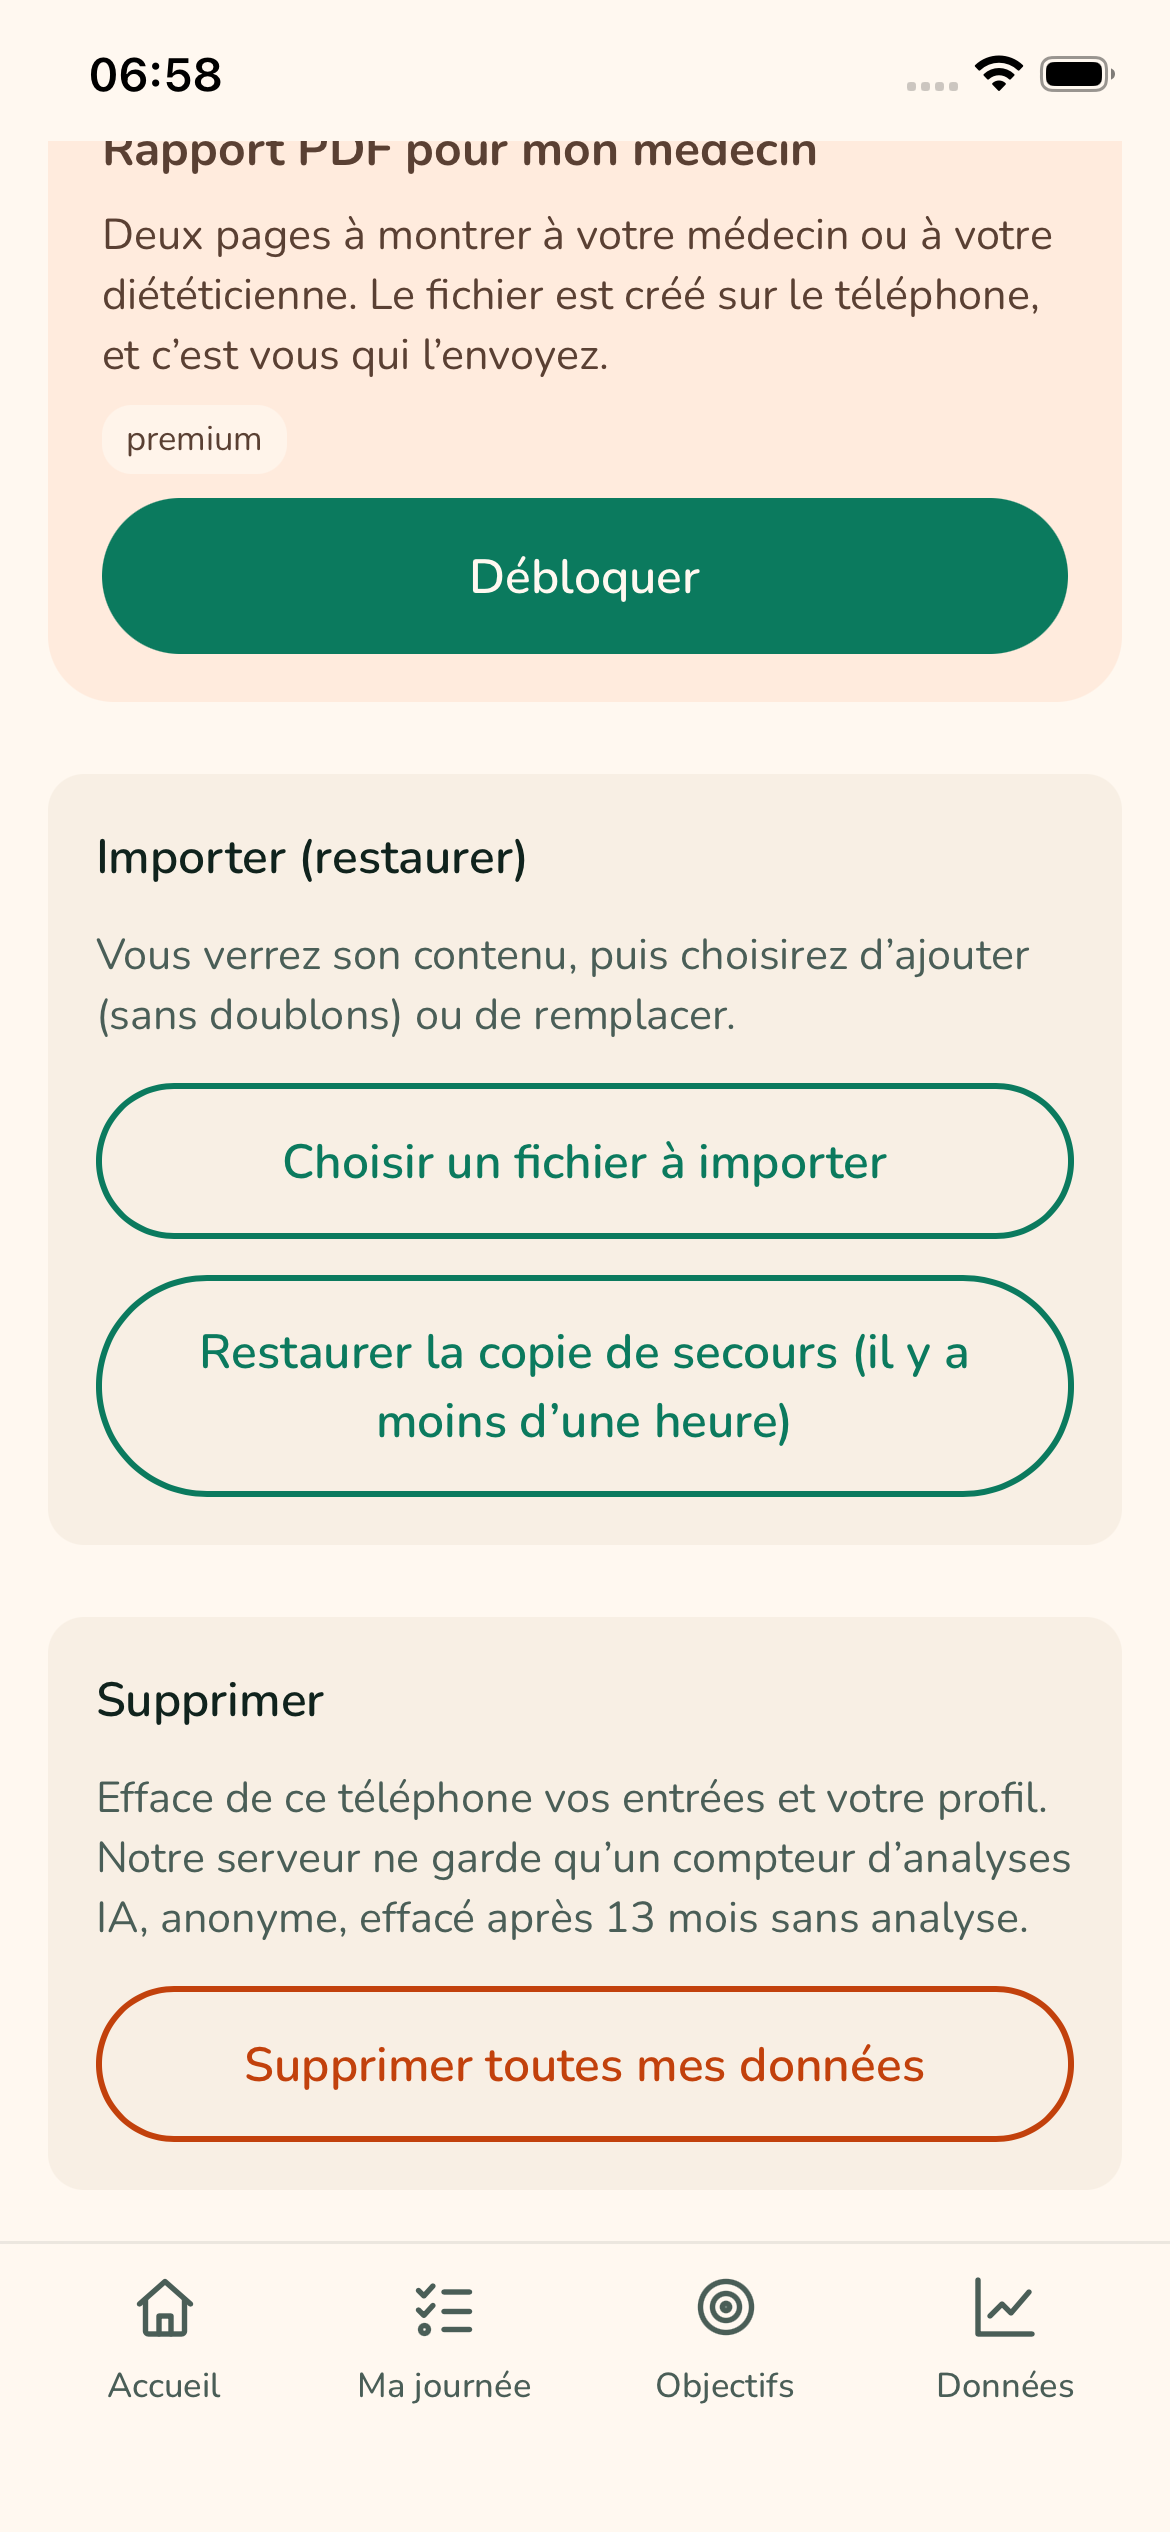 06:58
Rapport PDF pour mon médecin
Deux pages à montrer à votre médecin ou à votre
diététicienne. Le fichier est créé sur le téléphone,
et c’est vous qui l’envoyez.
premium
Débloquer
Importer (restaurer)
Vous verrez son contenu, puis choisirez d’ajouter
(sans doublons) ou de remplacer.
Choisir un fichier à importer
Restaurer la copie de secours (il y a
moins d’une heure)
Supprimer
Efface de ce téléphone vos entrées et votre profil.
Notre serveur ne garde qu’un compteur d’analyses
IA, anonyme, effacé après 13 mois sans analyse.
Supprimer toutes mes données
Accueil
Ma journée
Objectifs
Données